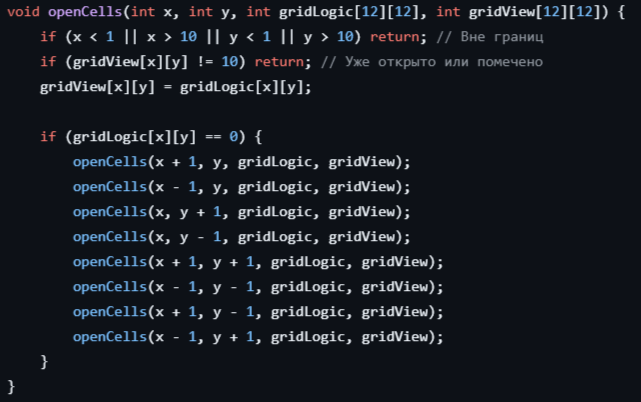 void openCells(int x, int y, int gridLogic[12][12], int gridView[12][12]) {
    if (x < 1 || x > 10 || y < 1 || y > 10) return; // Вне границ
    if (gridView[x][y] != 10) return; // Уже открыто или помечено
    gridView[x][y] = gridLogic[x][y];

    if (gridLogic[x][y] == 0) {
        openCells(x + 1, y, gridLogic, gridView);
        openCells(x - 1, y, gridLogic, gridView);
        openCells(x, y + 1, gridLogic, gridView);
        openCells(x, y - 1, gridLogic, gridView);
        openCells(x + 1, y + 1, gridLogic, gridView);
        openCells(x - 1, y - 1, gridLogic, gridView);
        openCells(x + 1, y - 1, gridLogic, gridView);
        openCells(x - 1, y + 1, gridLogic, gridView);
    }
}